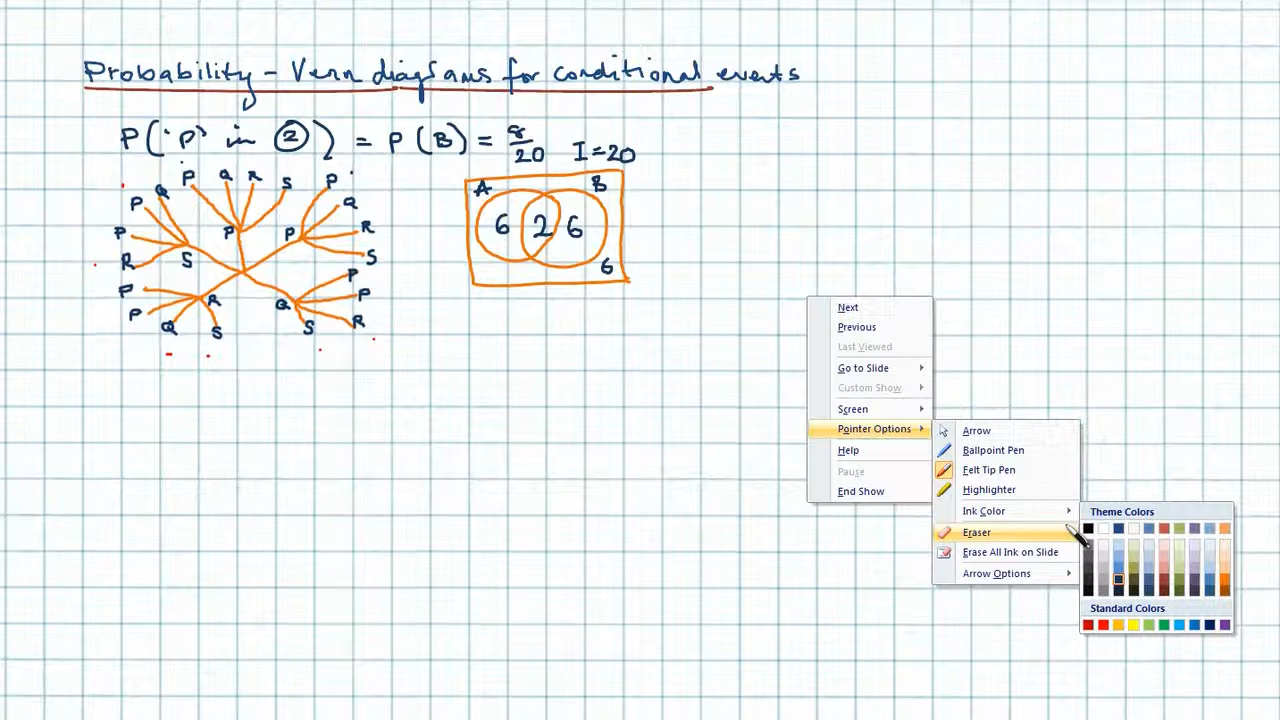 Probability - Venn diagrams for conditional events
P('P' in ②) = P(B) = 8/20 I=20
P Q P Q R S P Q R S
P P R S
P R Q S
P P R S
P P Q S
P P R S
A B
6 2 6
6
Next
Previous
Last Viewed
Go to Slide
Custom Show
Screen
Pointer Options
Help
Pause
End Show
Arrow
Ballpoint Pen
Felt Tip Pen
Highlighter
Ink Color
Eraser
Erase All Ink on Slide
Arrow Options
Theme Colors
Standard Colors